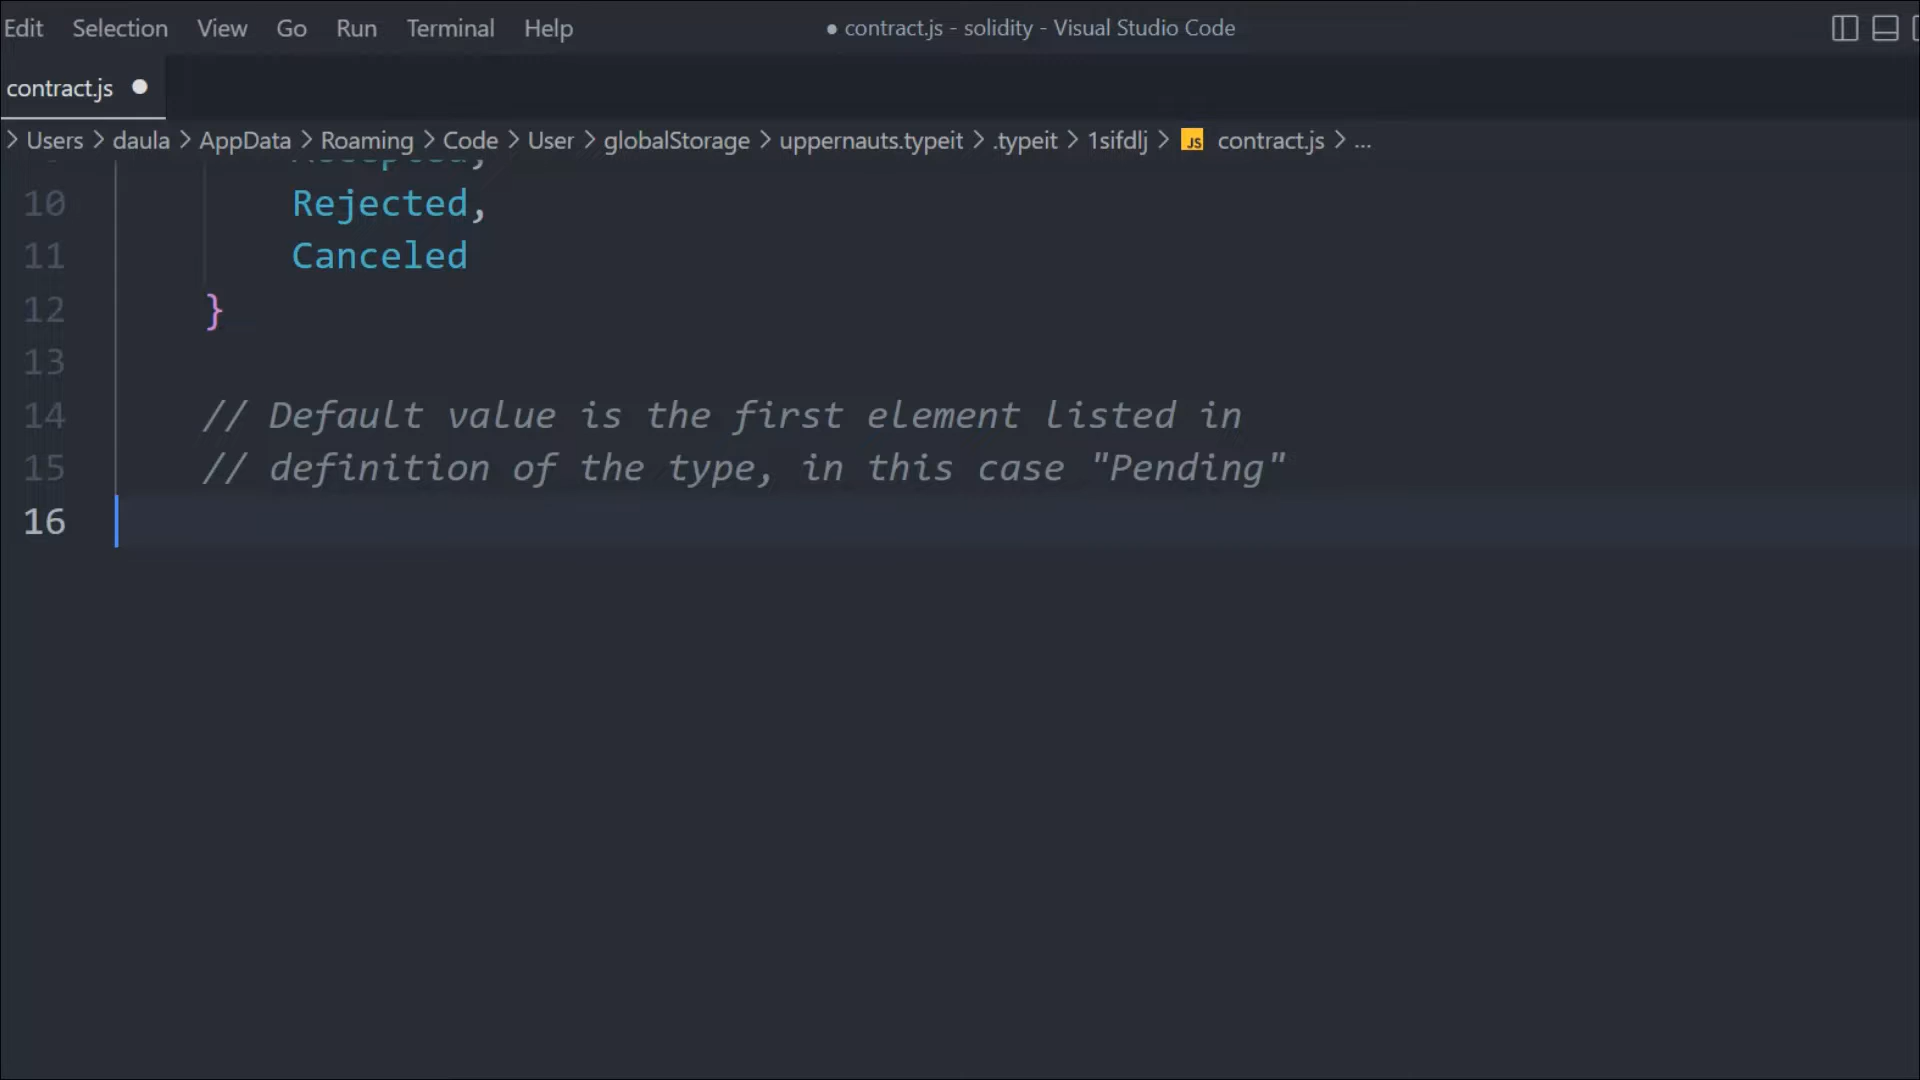 Edit Selection View Go Run Terminal Help ● contract.js - solidity - Visual Studio Code
contract.js ●
> Users > daula > AppData > Roaming > Code > User > globalStorage > uppernauts.typeit > .typeit > 1sifdlj > JS contract.js > ...
10 Rejected,
11 Canceled
12 }
13
14 // Default value is the first element listed in
15 // definition of the type, in this case "Pending"
16